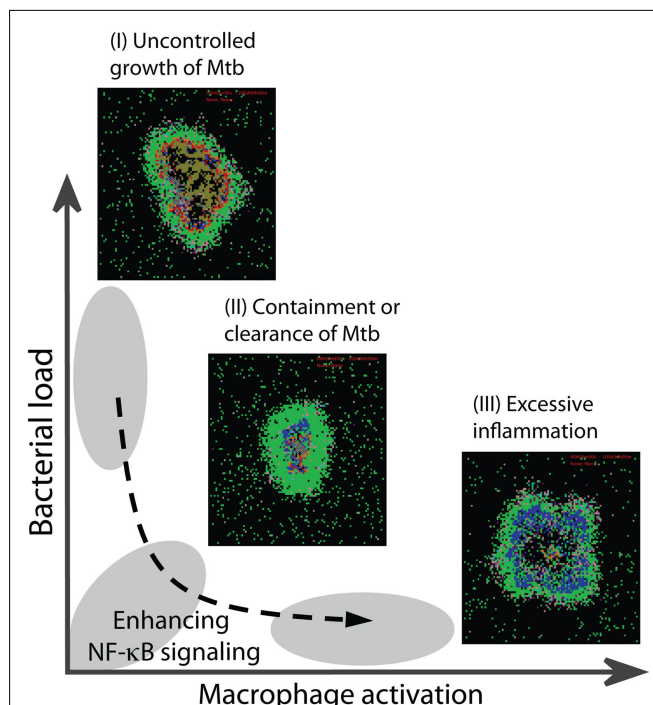 (I) Uncontrolled
growth of Mtb
(II) Containment or
clearance of Mtb
(III) Excessive
inflammation
Bacterial load
Enhancing
NF-κB signaling
Macrophage activation